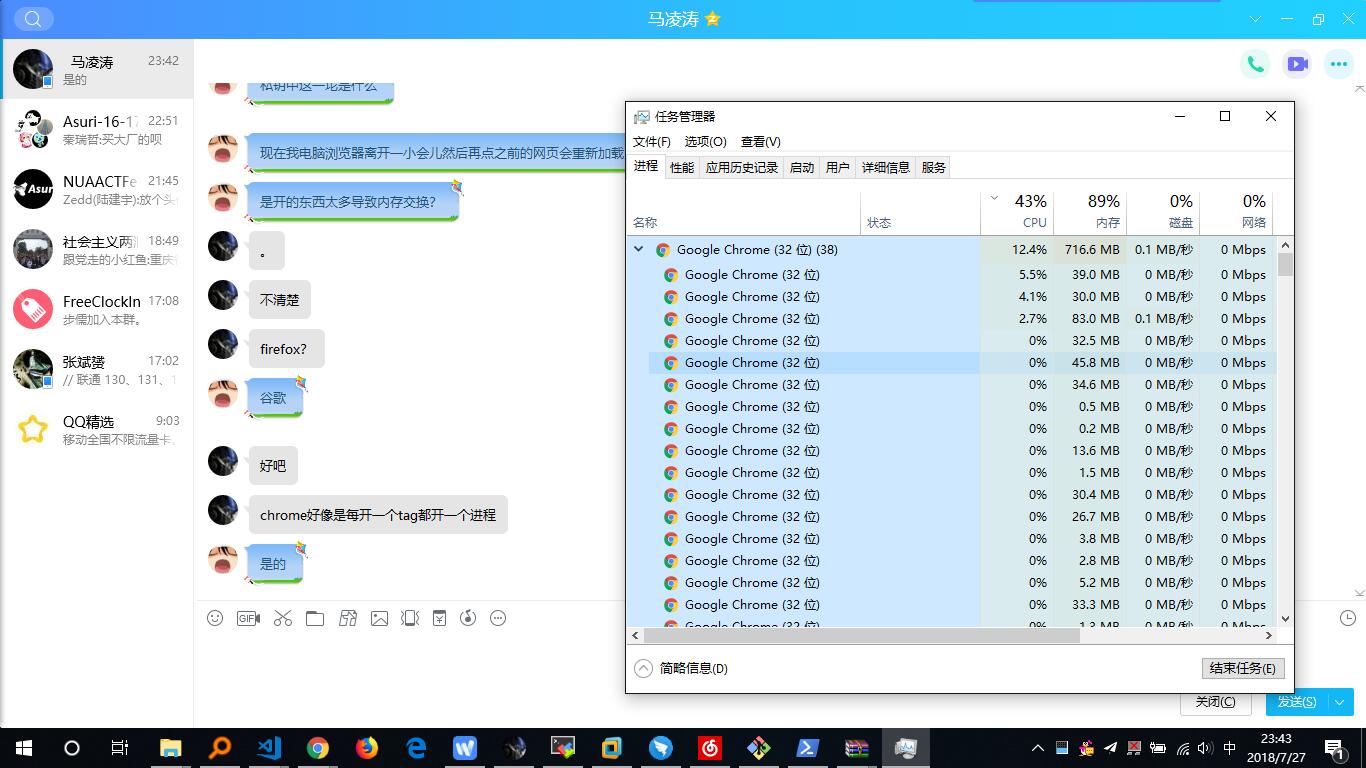 马凌涛
马凌涛 23:42
是的
Asuri-16-17 22:51
秦瑞哲:买大厂的呗
NUAACTFe 21:45
Zedd(陆建宇):放个头
社会主义两 18:49
跟党走的小红鱼:重庆
FreeClockIn 17:08
步儒加入本群。
张斌赟 17:02
// 联通 130、131、1
QQ精选 9:03
移动全国不限流量卡
私钥中这一坨是什么
现在我电脑浏览器离开一小会儿然后再点之前的网页会重新加载
是开的东西太多导致内存交换?
。
不清楚
firefox?
谷歌
好吧
chrome好像是每开一个tag都开一个进程
是的
GIF
关闭(C)
发送(S)
任务管理器
文件(F) 选项(O) 查看(V)
进程 性能 应用历史记录 启动 用户 详细信息 服务
43% 89% 0% 0%
名称 状态 CPU 内存 磁盘 网络
Google Chrome (32 位) (38) 12.4% 716.6 MB 0.1 MB/秒 0 Mbps
Google Chrome (32 位) 5.5% 39.0 MB 0 MB/秒 0 Mbps
Google Chrome (32 位) 4.1% 30.0 MB 0 MB/秒 0 Mbps
Google Chrome (32 位) 2.7% 83.0 MB 0.1 MB/秒 0 Mbps
Google Chrome (32 位) 0% 32.5 MB 0 MB/秒 0 Mbps
Google Chrome (32 位) 0% 45.8 MB 0 MB/秒 0 Mbps
Google Chrome (32 位) 0% 34.6 MB 0 MB/秒 0 Mbps
Google Chrome (32 位) 0% 0.5 MB 0 MB/秒 0 Mbps
Google Chrome (32 位) 0% 0.2 MB 0 MB/秒 0 Mbps
Google Chrome (32 位) 0% 13.6 MB 0 MB/秒 0 Mbps
Google Chrome (32 位) 0% 1.5 MB 0 MB/秒 0 Mbps
Google Chrome (32 位) 0% 30.4 MB 0 MB/秒 0 Mbps
Google Chrome (32 位) 0% 26.7 MB 0 MB/秒 0 Mbps
Google Chrome (32 位) 0% 3.8 MB 0 MB/秒 0 Mbps
Google Chrome (32 位) 0% 2.8 MB 0 MB/秒 0 Mbps
Google Chrome (32 位) 0% 5.2 MB 0 MB/秒 0 Mbps
Google Chrome (32 位) 0% 33.3 MB 0 MB/秒 0 Mbps
Google Chrome (32 位) 0% 1.3 MB 0 MB/秒 0 Mbps
简略信息(D)
结束任务(E)
中
23:43
2018/7/27
1